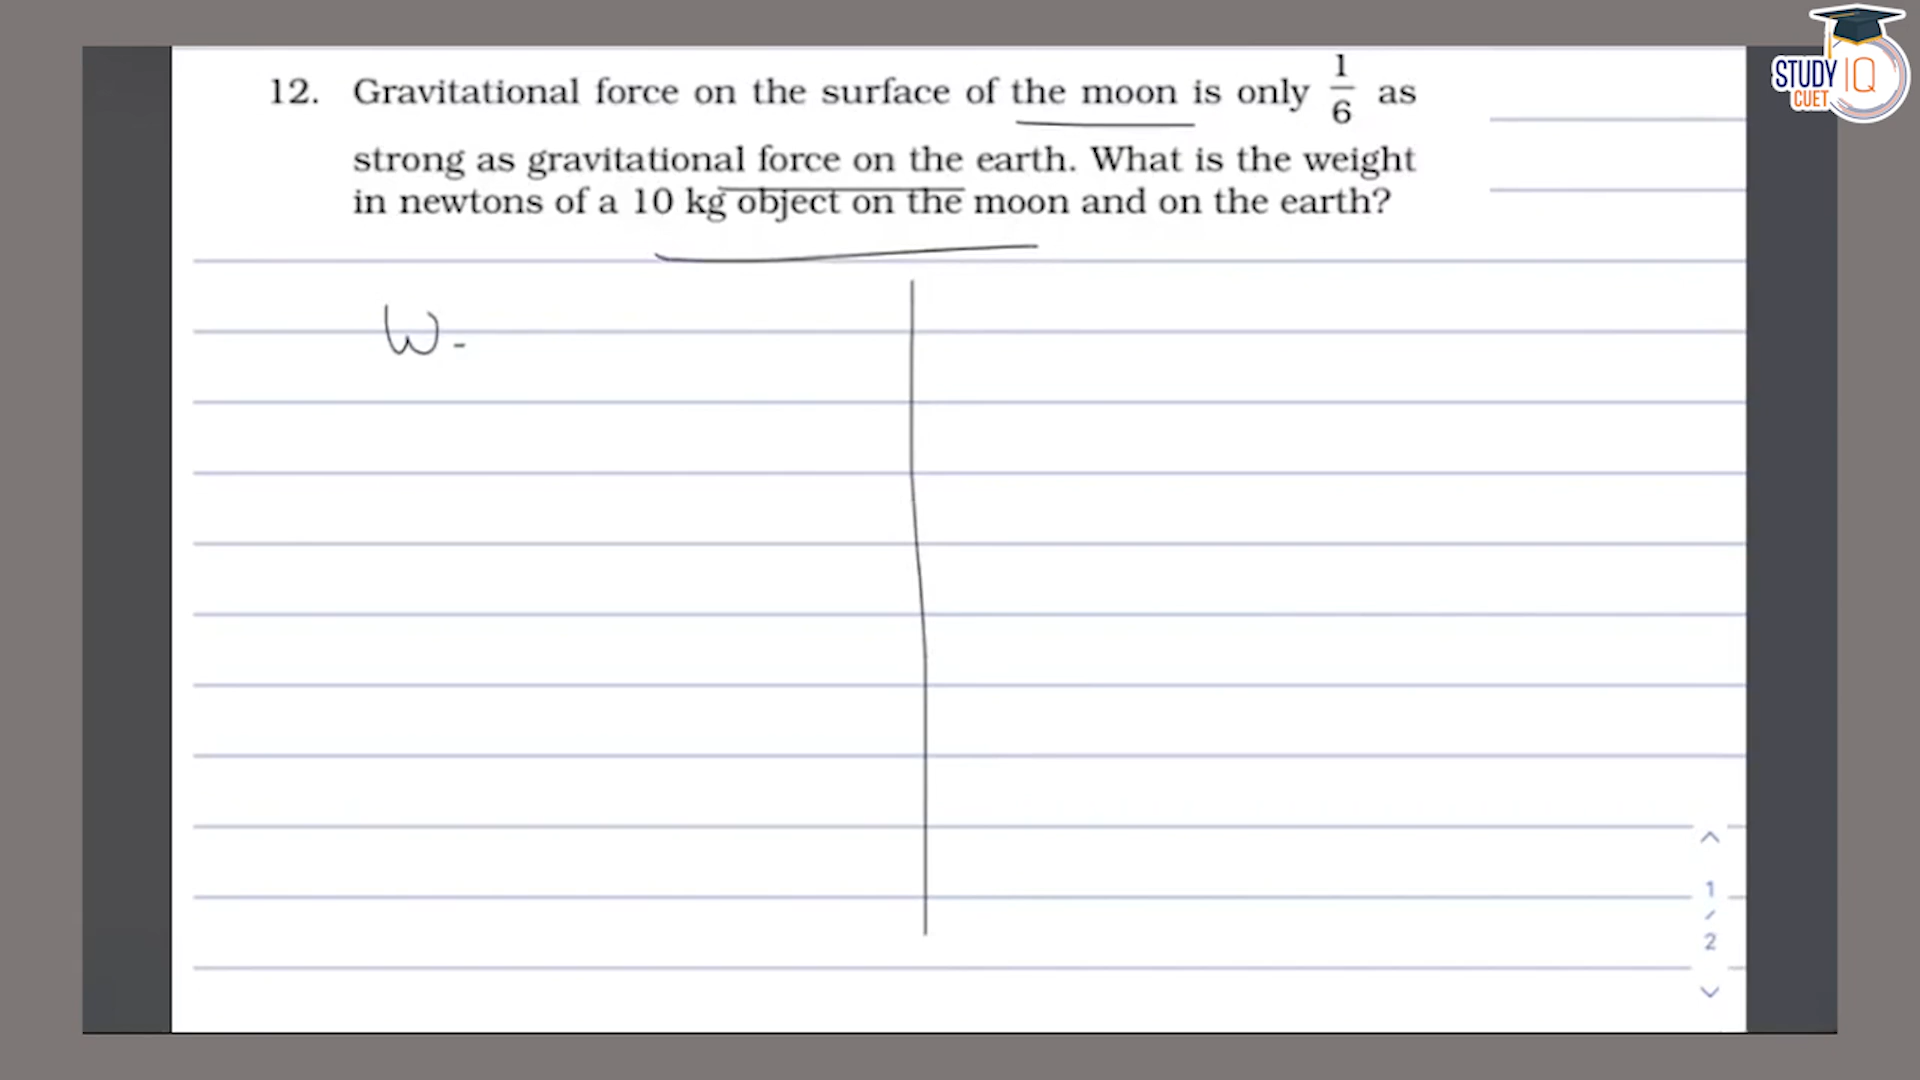 STUDY IQ
CUET
12. Gravitational force on the surface of the moon is only 1/6 as
strong as gravitational force on the earth. What is the weight
in newtons of a 10 kg object on the moon and on the earth?
W-
1
/
2